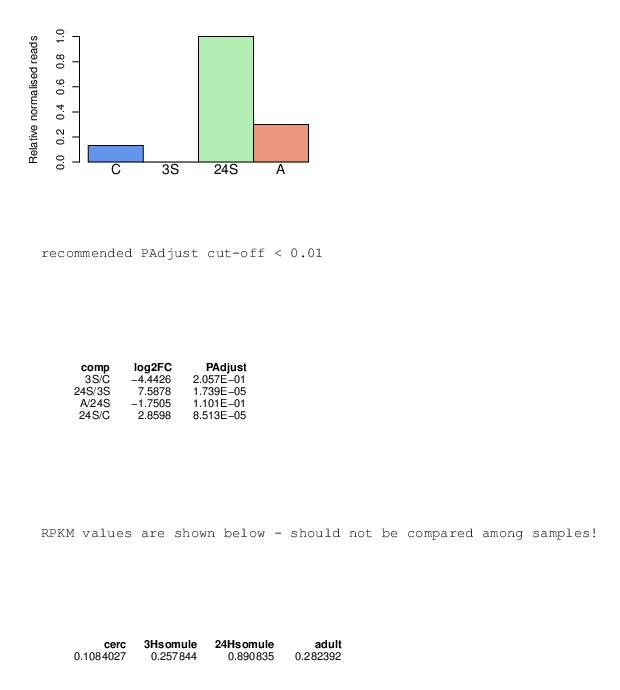 Relative normalised reads
1.0
0.8
0.6
0.4
0.2
0.0
C 3S 24S A
recommended PAdjust cut-off < 0.01
comp log2FC PAdjust
3S/C −4.4426 2.057E−01
24S/3S 7.5878 1.739E−05
A/24S −1.7505 1.101E−01
24S/C 2.8598 8.513E−05
RPKM values are shown below - should not be compared among samples!
cerc 3Hsomule 24Hsomule adult
0.1084027 0.257844 0.890835 0.282392